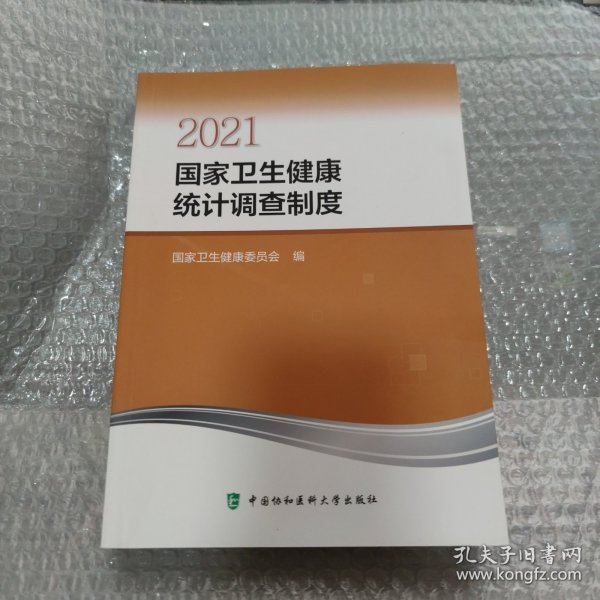 2021
国家卫生健康
统计调查制度
国家卫生健康委员会 编
中国协和医科大学出版社
孔夫子旧书网
www.kongfz.com